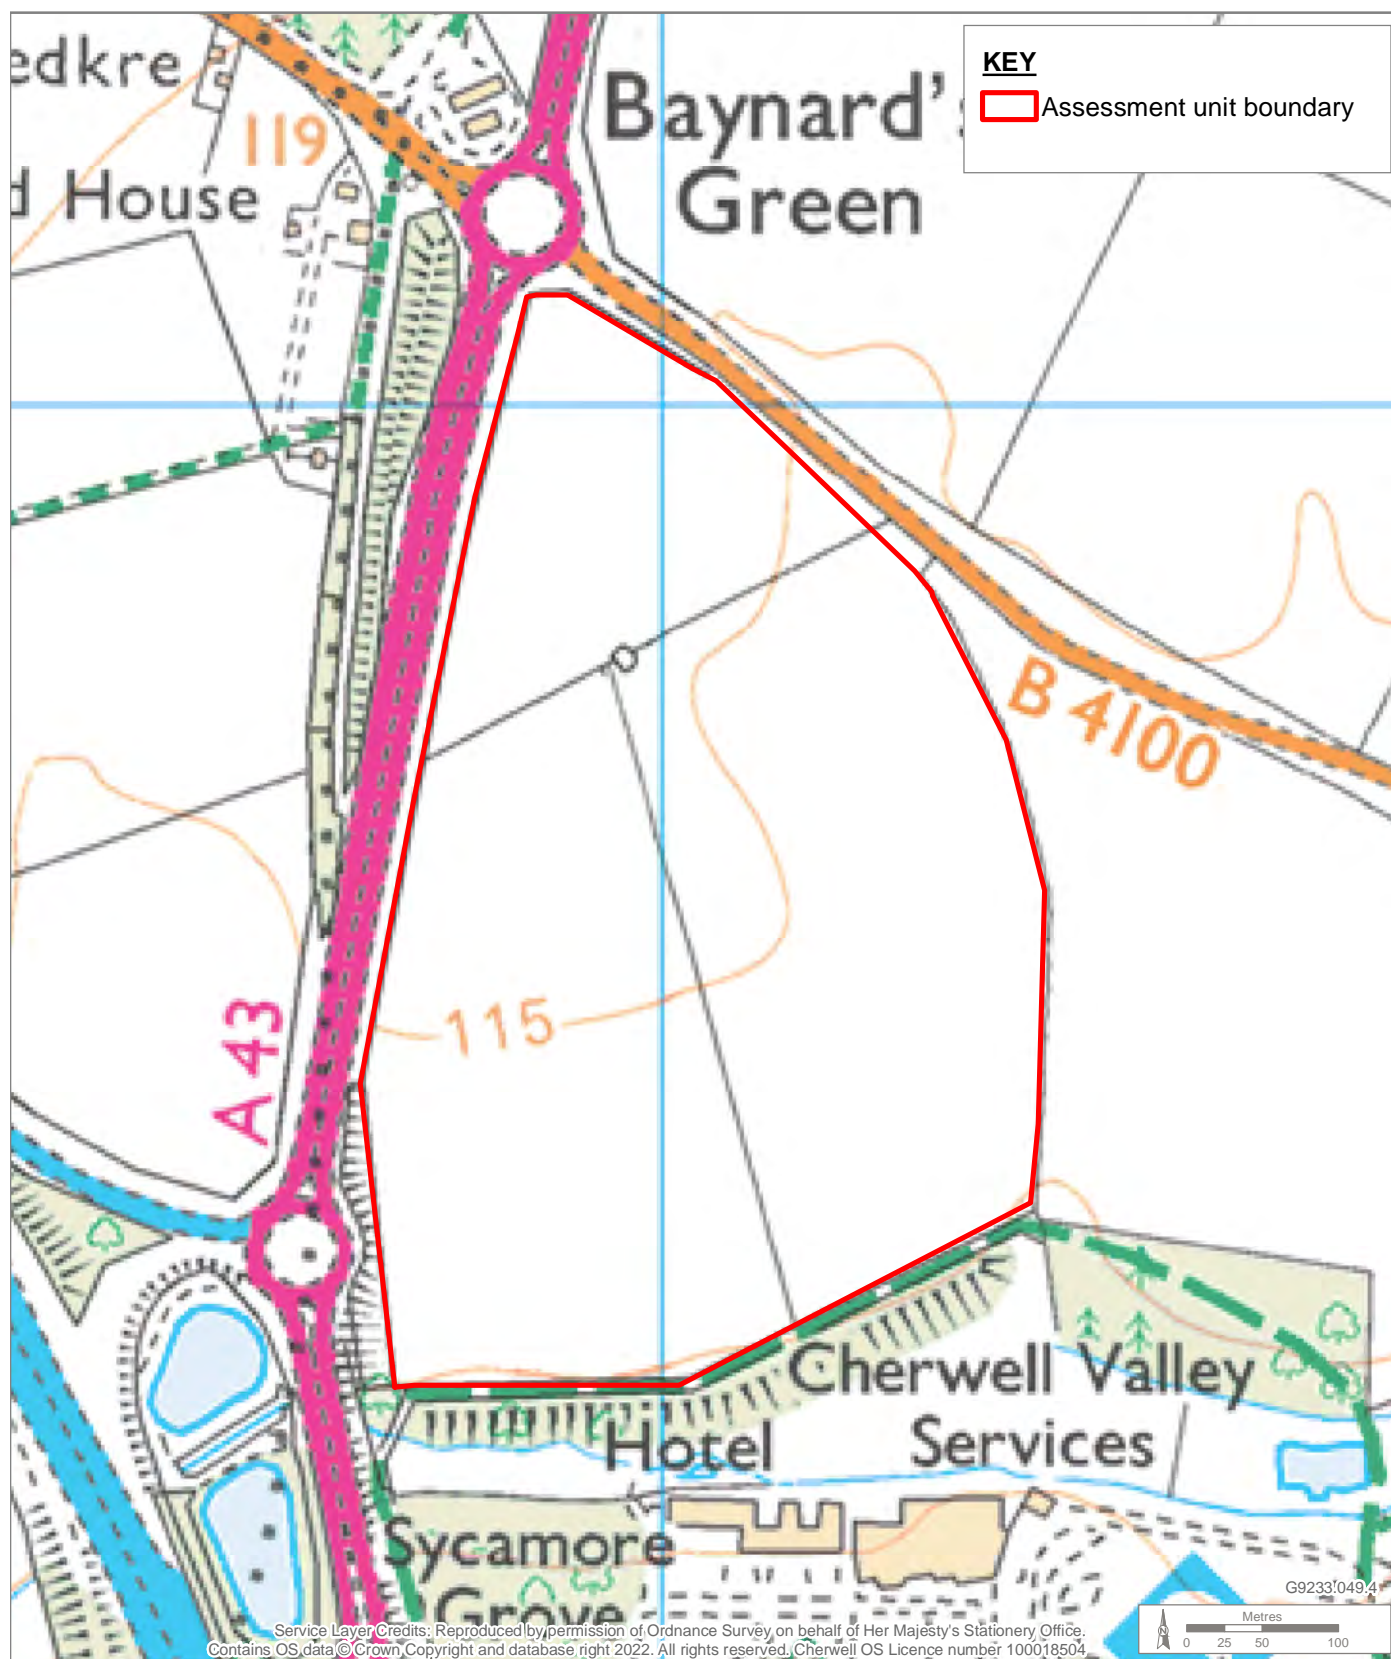 KEY
Assessment unit boundary
edkre
119
d House
Baynard's
Green
B 4100
115
A 43
Cherwell Valley
Services
Hotel
Sycamore
Grove
G9233.049.4
Metres
N
0 25 50 100
Service Layer Credits: Reproduced by permission of Ordnance Survey on behalf of Her Majesty's Stationery Office.
Contains OS data © Crown Copyright and database right 2022. All rights reserved. Cherwell OS Licence number 100018504